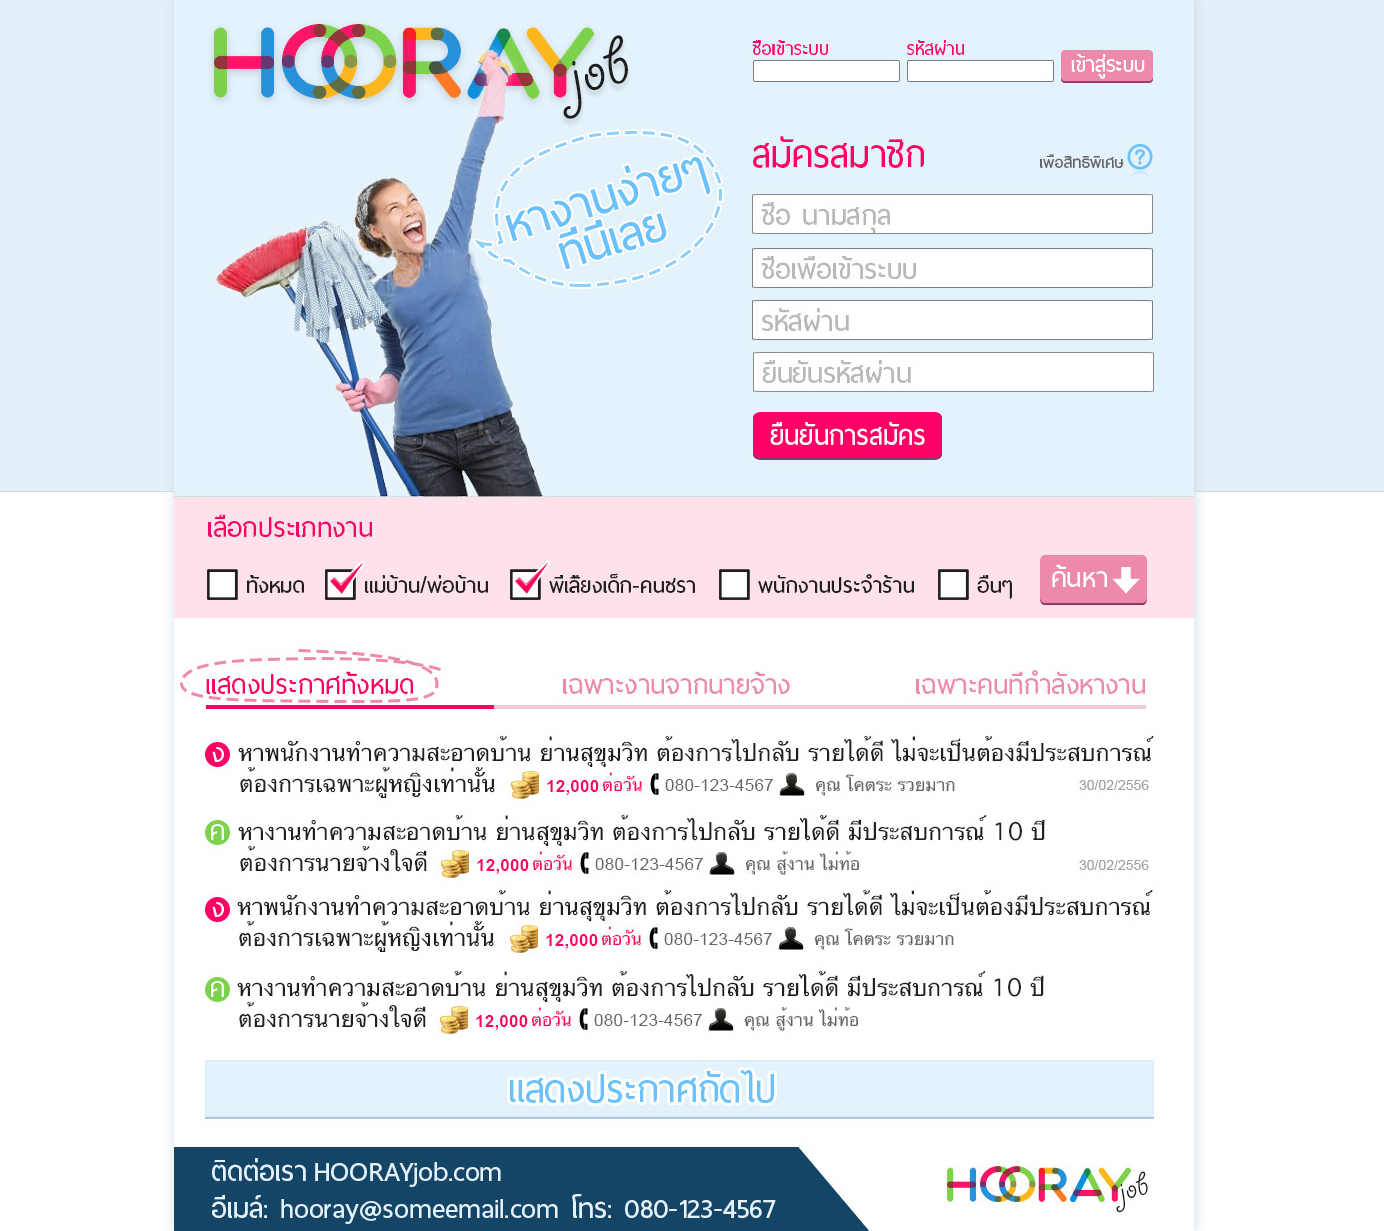 HOORAYjob
ชื่อเข้าระบบ
รหัสผ่าน
เข้าสู่ระบบ
หางานง่ายๆ
ที่นี่เลย
สมัครสมาชิก
เพื่อสิทธิพิเศษ ?
ชื่อ นามสกุล
ชื่อเพื่อเข้าระบบ
รหัสผ่าน
ยืนยันรหัสผ่าน
ยืนยันการสมัคร
เลือกประเภทงาน
ทั้งหมด แม่บ้าน/พ่อบ้าน พี่เลี้ยงเด็ก-คนชรา พนักงานประจำร้าน อื่นๆ ค้นหา
แสดงประกาศทั้งหมด เฉพาะงานจากนายจ้าง เฉพาะคนที่กำลังหางาน
ง หาพนักงานทำความสะอาดบ้าน ย่านสุขุมวิท ต้องการไปกลับ รายได้ดี ไม่จะเป็นต้องมีประสบการณ์
ต้องการเฉพาะผู้หญิงเท่านั้น 12,000 ต่อวัน 080-123-4567 คุณ โคตระ รวยมาก 30/02/2556
ค หางานทำความสะอาดบ้าน ย่านสุขุมวิท ต้องการไปกลับ รายได้ดี มีประสบการณ์ 10 ปี
ต้องการนายจ้างใจดี 12,000 ต่อวัน 080-123-4567 คุณ สู้งาน ไม่ท้อ 30/02/2556
ง หาพนักงานทำความสะอาดบ้าน ย่านสุขุมวิท ต้องการไปกลับ รายได้ดี ไม่จะเป็นต้องมีประสบการณ์
ต้องการเฉพาะผู้หญิงเท่านั้น 12,000 ต่อวัน 080-123-4567 คุณ โคตระ รวยมาก
ค หางานทำความสะอาดบ้าน ย่านสุขุมวิท ต้องการไปกลับ รายได้ดี มีประสบการณ์ 10 ปี
ต้องการนายจ้างใจดี 12,000 ต่อวัน 080-123-4567 คุณ สู้งาน ไม่ท้อ
แสดงประกาศถัดไป
ติดต่อเรา HOORAYjob.com
อีเมล์: hooray@someemail.com โทร: 080-123-4567
HOORAYjob